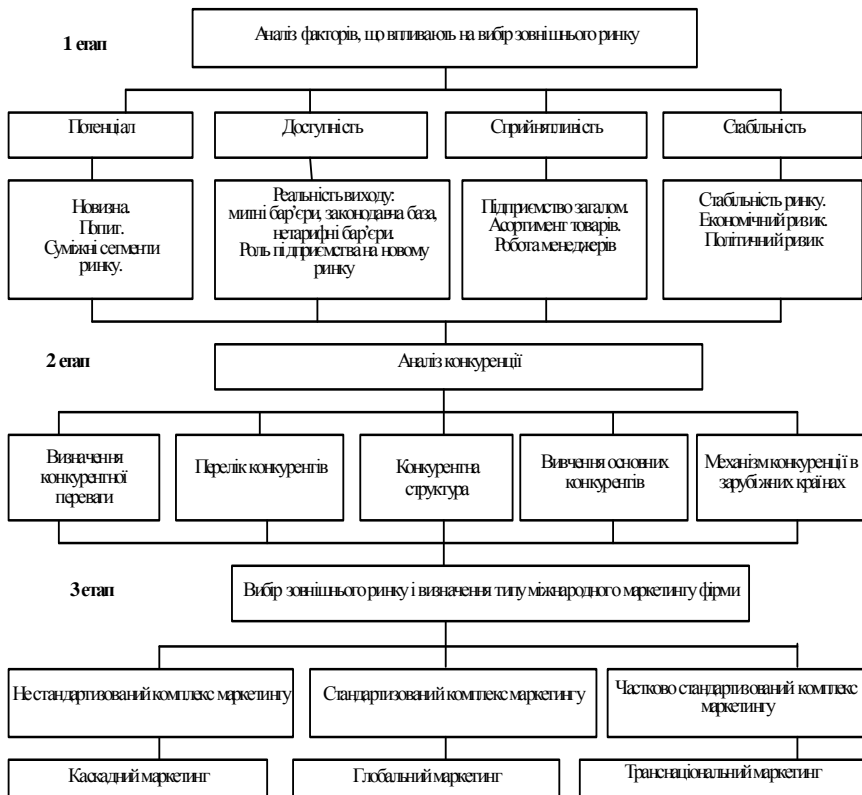 1 етап
Аналіз факторів, що впливають на вибір зовнішнього ринку
Потенціал
Доступність
Сприйнятливість
Стабільність
Новизна.
Попит.
Суміжні сегменти
ринку.
Реальність виходу:
митні бар'єри, законодавча база,
нетарифні бар'єри.
Роль підприємства на новому
ринку
Підприємство загалом.
Асортимент товарів.
Робота менеджерів
Стабільність ринку.
Економічний ризик.
Політичний ризик
2 етап
Аналіз конкуренції
Визначення
конкурентної
переваги
Перелік конкурентів
Конкурентна
структура
Вивчення основних
конкурентів
Механізм конкуренції в
зарубіжних країнах
3 етап
Вибір зовнішнього ринку і визначення типу міжнародного маркетингу фірми
Не стандартизований комплекс маркетингу
Стандартизований комплекс маркетингу
Частково стандартизований комплекс
маркетингу
Каскадний маркетинг
Глобальний маркетинг
Транснаціональний маркетинг